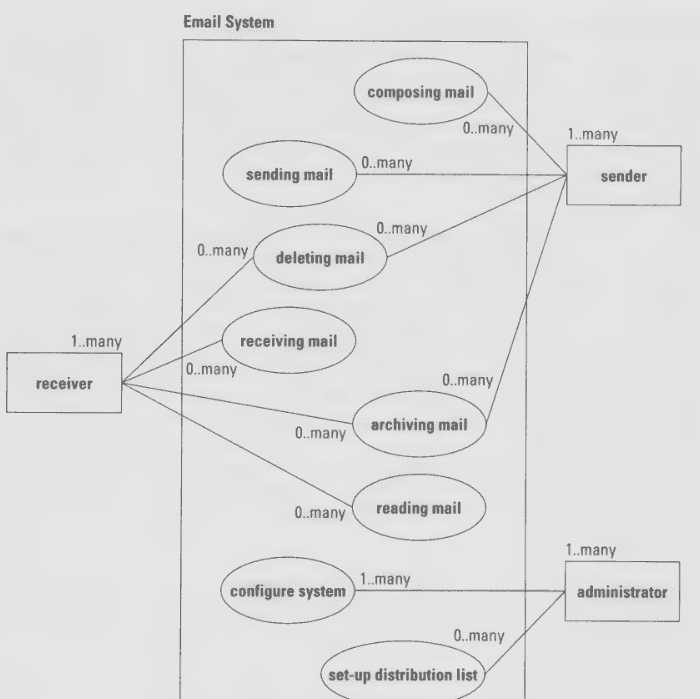 Email System
composing mail
0..many
1..many
sending mail
0..many
sender
0..many
0..many
deleting mail
1..many
receiving mail
0..many
receiver
0..many
archiving mail
0..many
reading mail
0..many
1..many
configure system
1..many
administrator
0..many
set-up distribution list